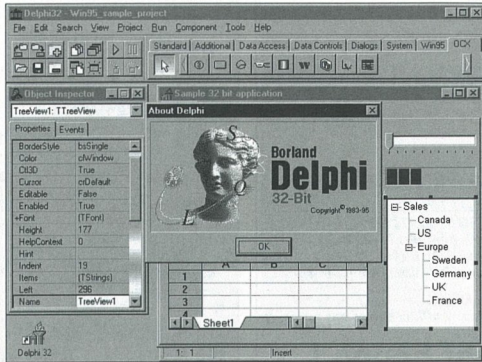 Delphi32 - Win95_sample_project
File Edit Search View Project Run Component Tools Help
Standard Additional Data Access Data Controls Dialogs System Win95 OCX
Object Inspector
TreeView1: TTreeView
Properties Events
BorderStyle bsSingle
Color clWindow
Ctl3D True
Cursor crDefault
Editable False
Enabled True
+Font (TFont)
Height 177
HelpContext 0
Hint
Indent 19
Items (TStrings)
Left 296
Name TreeView1
Sample 32 bit application
About Delphi
S
Q
L
Borland
Delphi
32-Bit
Copyright © 1983-95
OK
Sales
Canada
US
Europe
Sweden
Germany
UK
France
A B C
1
2
3
4
Sheet1
Delphi 32
1: 1 Insert